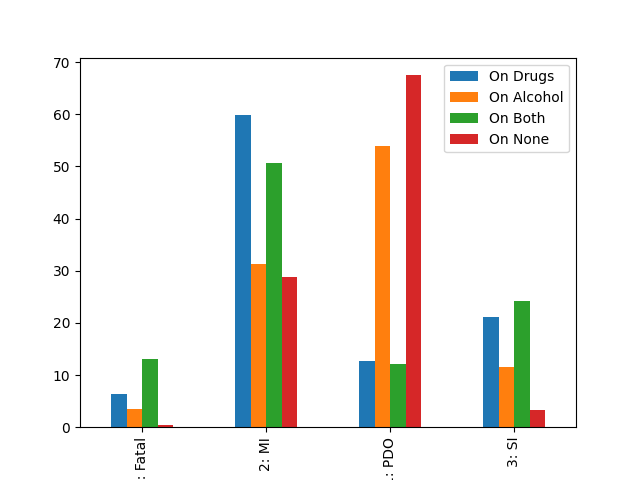 70
60
50
40
30
20
10
0
On Drugs
On Alcohol
On Both
On None
: Fatal
2: MI
: PDO
3: SI